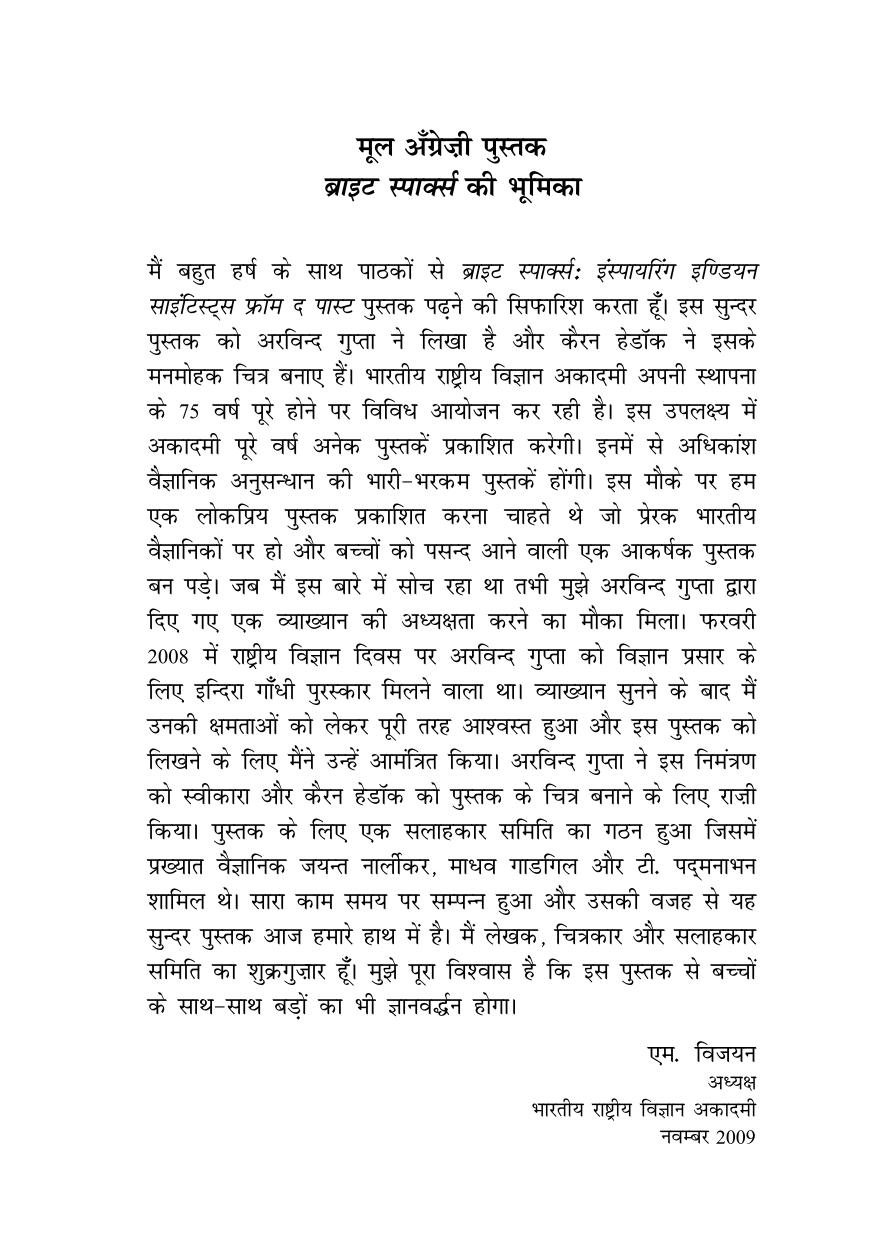 मूल अँग्रेज़ी पुस्तक
ब्राइट स्पार्क्स की भूमिका
मैं बहुत हर्ष के साथ पाठकों से ब्राइट स्पार्क्स: इंस्पायरिंग इण्डियन
साइंटिस्ट्स फ्रॉम द पास्ट पुस्तक पढ़ने की सिफारिश करता हूँ। इस सुन्दर
पुस्तक को अरविन्द गुप्ता ने लिखा है और कैरन हेडॉक ने इसके
मनमोहक चित्र बनाए हैं। भारतीय राष्ट्रीय विज्ञान अकादमी अपनी स्थापना
के 75 वर्ष पूरे होने पर विविध आयोजन कर रही है। इस उपलक्ष्य में
अकादमी पूरे वर्ष अनेक पुस्तकें प्रकाशित करेगी। इनमें से अधिकांश
वैज्ञानिक अनुसन्धान की भारी-भरकम पुस्तकें होंगी। इस मौके पर हम
एक लोकप्रिय पुस्तक प्रकाशित करना चाहते थे जो प्रेरक भारतीय
वैज्ञानिकों पर हो और बच्चों को पसन्द आने वाली एक आकर्षक पुस्तक
बन पड़े। जब मैं इस बारे में सोच रहा था तभी मुझे अरविन्द गुप्ता द्वारा
दिए गए एक व्याख्यान की अध्यक्षता करने का मौका मिला। फरवरी
2008 में राष्ट्रीय विज्ञान दिवस पर अरविन्द गुप्ता को विज्ञान प्रसार के
लिए इन्दिरा गाँधी पुरस्कार मिलने वाला था। व्याख्यान सुनने के बाद मैं
उनकी क्षमताओं को लेकर पूरी तरह आश्वस्त हुआ और इस पुस्तक को
लिखने के लिए मैंने उन्हें आमंत्रित किया। अरविन्द गुप्ता ने इस निमंत्रण
को स्वीकारा और कैरन हेडॉक को पुस्तक के चित्र बनाने के लिए राज़ी
किया। पुस्तक के लिए एक सलाहकार समिति का गठन हुआ जिसमें
प्रख्यात वैज्ञानिक जयन्त नार्लीकर, माधव गाडगिल और टी. पद्मनाभन
शामिल थे। सारा काम समय पर सम्पन्न हुआ और उसकी वजह से यह
सुन्दर पुस्तक आज हमारे हाथ में है। मैं लेखक, चित्रकार और सलाहकार
समिति का शुक्रगुज़ार हूँ। मुझे पूरा विश्वास है कि इस पुस्तक से बच्चों
के साथ-साथ बड़ों का भी ज्ञानवर्द्धन होगा।
एम. विजयन
अध्यक्ष
भारतीय राष्ट्रीय विज्ञान अकादमी
नवम्बर 2009